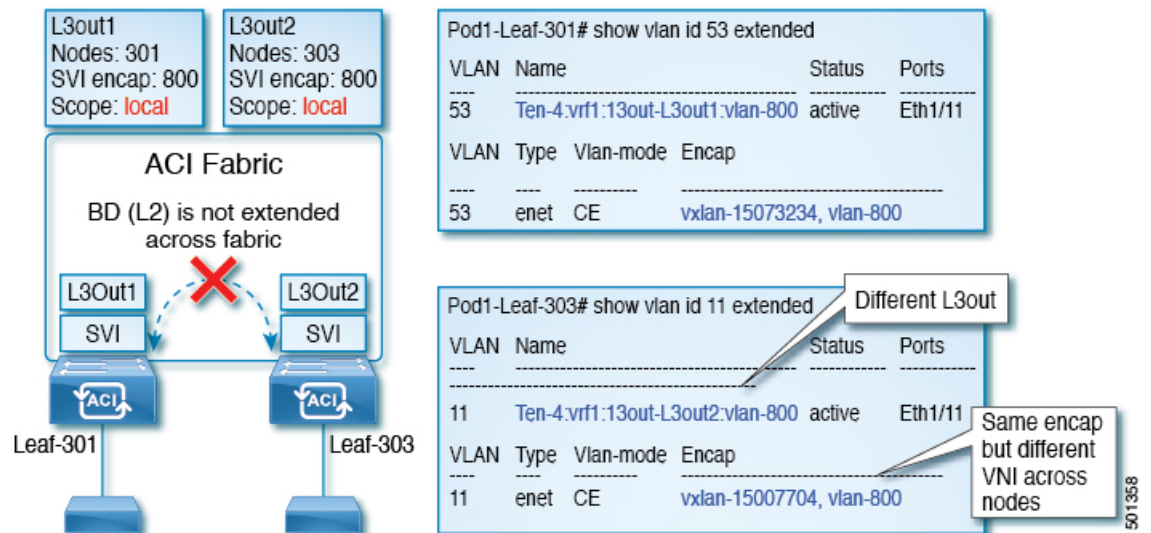 L3out1
Nodes: 301
SVI encap: 800
Scope: local
L3out2
Nodes: 303
SVI encap: 800
Scope: local
ACI Fabric
BD (L2) is not extended
across fabric
L3Out1
SVI
L3Out2
SVI
ACI
ACI
Leaf-301
Leaf-303
Pod1-Leaf-301# show vlan id 53 extended
VLAN Name Status Ports
---- -------------------------------- --------- ---------
53 Ten-4:vrf1:13out-L3out1:vlan-800 active Eth1/11
VLAN Type Vlan-mode Encap
---- ---- ---------- -------------------------------
53 enet CE vxlan-15073234, vlan-800
Pod1-Leaf-303# show vlan id 11 extended
Different L3out
VLAN Name Status Ports
---- -------------------------------- --------- ---------
--------------------------------
11 Ten-4:vrf1:13out-L3out2:vlan-800 active Eth1/11
VLAN Type Vlan-mode Encap
---- ---- ---------- -------------------------------
11 enet CE vxlan-15007704, vlan-800
Same encap
but different
VNI across
nodes
501358